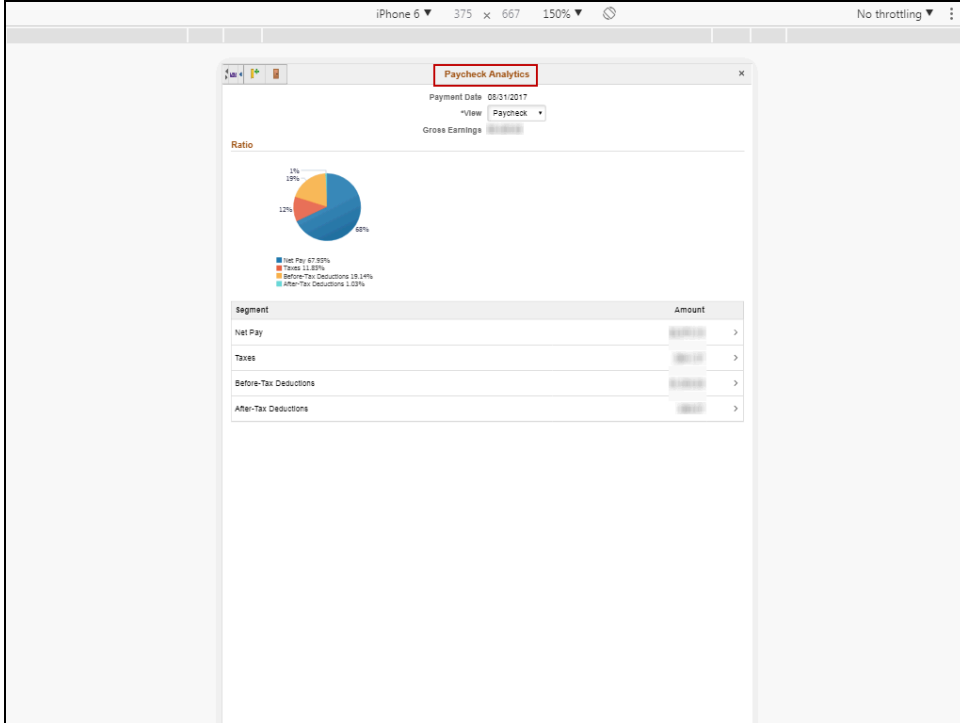 iPhone 6 ▼ 375 x 667 150% ▼ No throttling ▼
Paycheck Analytics ×
Payment Date 08/31/2017
*View Paycheck
Gross Earnings
Ratio
1%
19%
12%
68%
Net Pay 67.93%
Taxes 11.85%
Before-Tax Deductions 19.14%
After-Tax Deductions 1.03%
Segment Amount
Net Pay
Taxes
Before-Tax Deductions
After-Tax Deductions